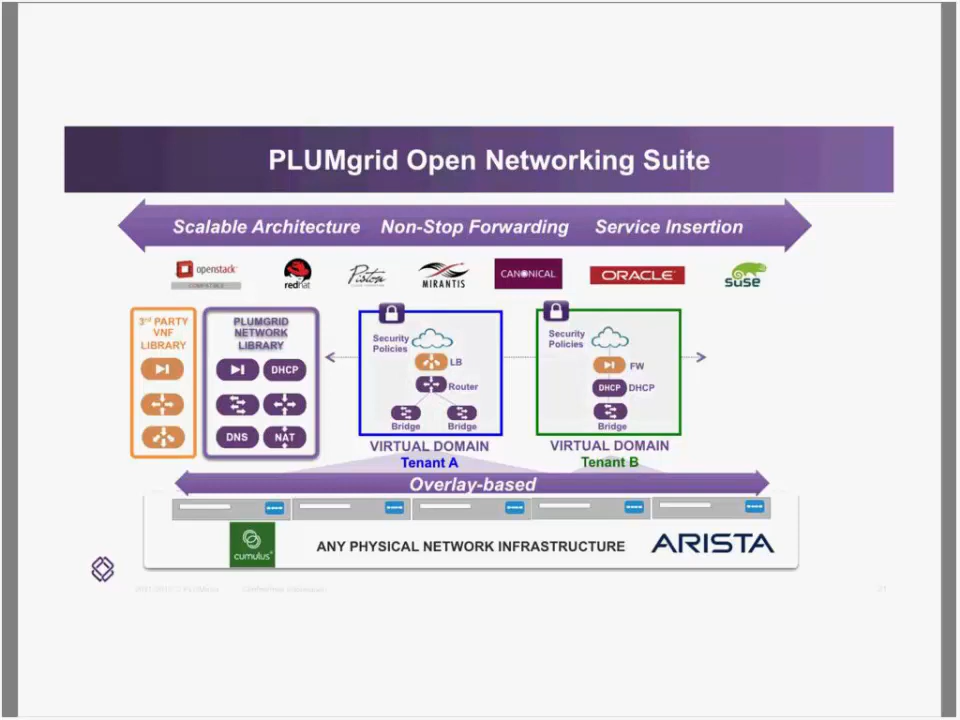 PLUMgrid Open Networking Suite
Scalable Architecture Non-Stop Forwarding Service Insertion
openstack
COMPATIBLE
redhat
Pivotal
MIRANTIS
CANONICAL
ORACLE
SUSE
3rd PARTY
VNF
LIBRARY
PLUMGRID
NETWORK
LIBRARY
DHCP
DNS
NAT
Security
Policies
LB
Router
Bridge
Bridge
VIRTUAL DOMAIN
Tenant A
Security
Policies
FW
DHCP DHCP
Bridge
VIRTUAL DOMAIN
Tenant B
Overlay-based
cumulus
ANY PHYSICAL NETWORK INFRASTRUCTURE
ARISTA